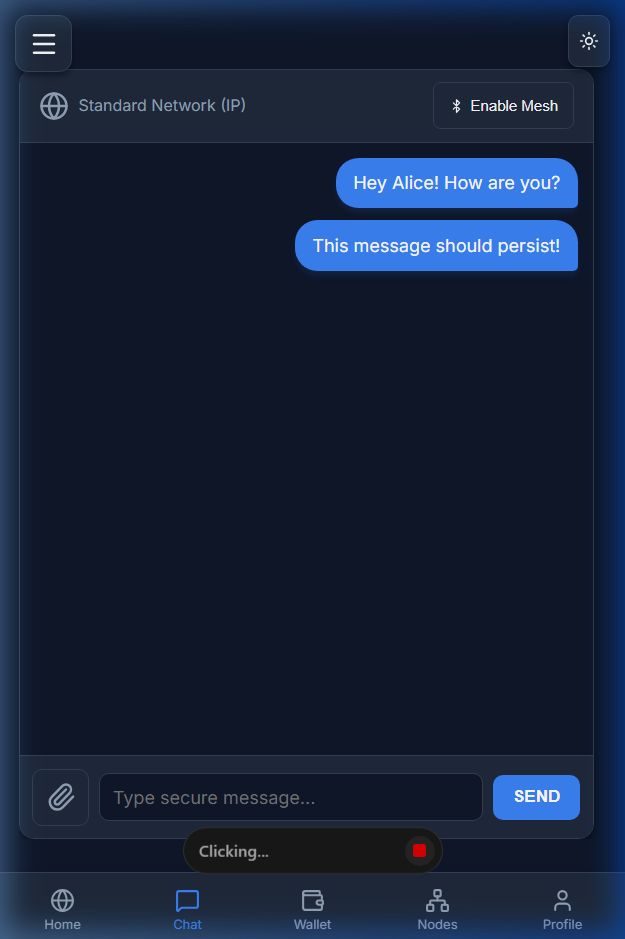 Standard Network (IP)
Enable Mesh
Hey Alice! How are you?
This message should persist!
Type secure message...
SEND
Clicking...
Home
Chat
Wallet
Nodes
Profile